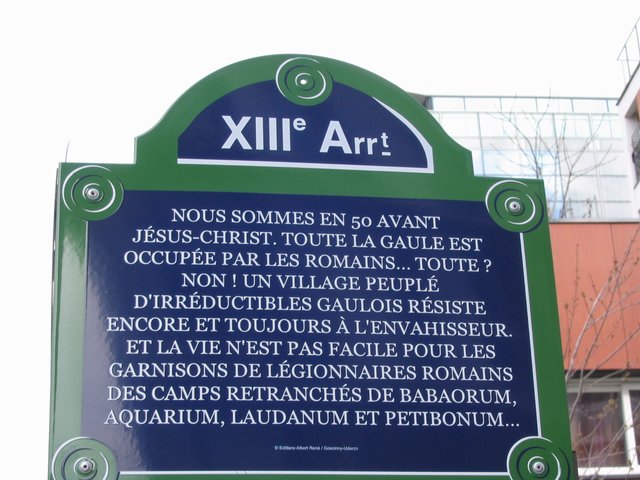 XIIIe Arrt
NOUS SOMMES EN 50 AVANT
JÉSUS-CHRIST. TOUTE LA GAULE EST
OCCUPÉE PAR LES ROMAINS... TOUTE ?
NON ! UN VILLAGE PEUPLÉ
D'IRRÉDUCTIBLES GAULOIS RÉSISTE
ENCORE ET TOUJOURS À L'ENVAHISSEUR.
ET LA VIE N'EST PAS FACILE POUR LES
GARNISONS DE LÉGIONNAIRES ROMAINS
DES CAMPS RETRANCHÉS DE BABAORUM,
AQUARIUM, LAUDANUM ET PETIBONUM...
© Editions Albert René / Goscinny-Uderzo